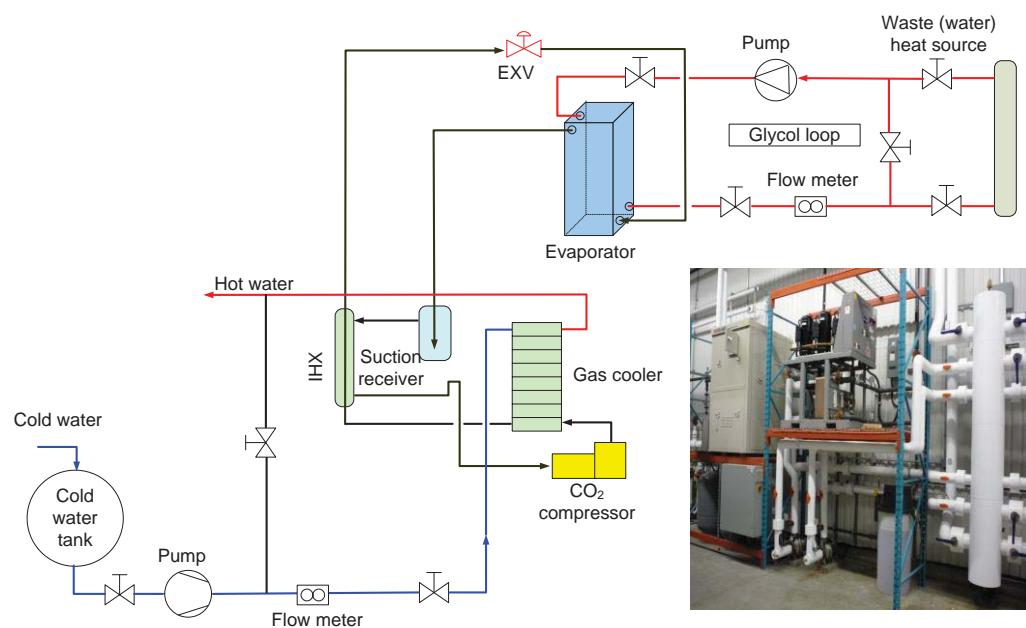 Waste (water)
heat source
Pump
EXV
Glycol loop
Flow meter
Evaporator
Hot water
IHX
Suction
receiver
Gas cooler
Cold water
Cold
water
tank
CO₂
compressor
Pump
Flow meter